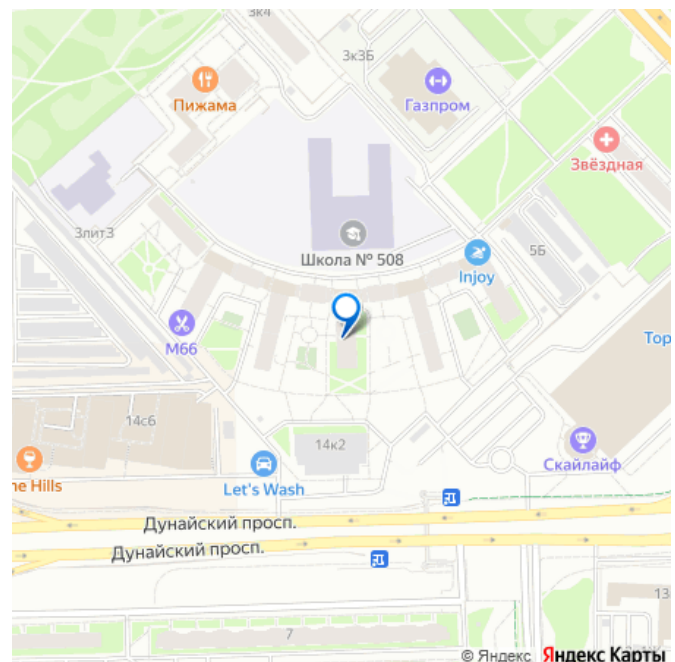 3к4
3к3Б
Пижама
Газпром
Звёздная
3лит3
Школа № 508
5Б
Injoy
М66
Тор
14с6
14к2
Скайлайф
ne Hills
Let's Wash
Дунайский просп.
Дунайский просп.
13
7
© Яндекс Яндекс Карты